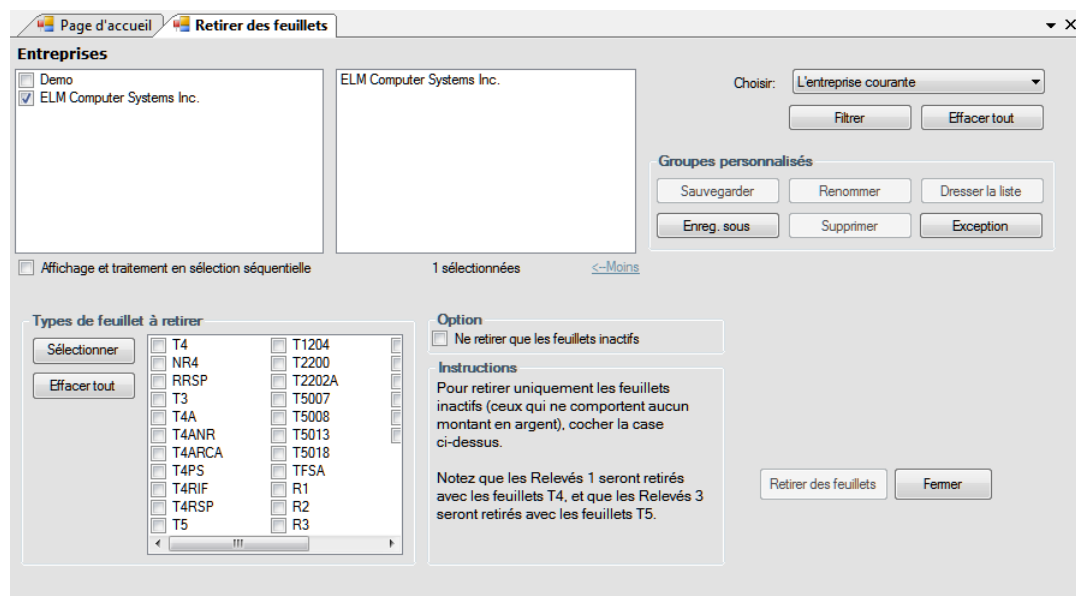 Page d'accueil
Retirer des feuillets
Entreprises
Demo
ELM Computer Systems Inc.
ELM Computer Systems Inc.
Choisir:
L'entreprise courante
Filtrer
Effacer tout
Groupes personnalisés
Sauvegarder
Renommer
Dresser la liste
Enreg. sous
Supprimer
Exception
Affichage et traitement en sélection séquentielle
1 sélectionnées
<--Moins
Types de feuillet à retirer
Sélectionner
Effacer tout
T4
NR4
RRSP
T3
T4A
T4ANR
T4ARCA
T4PS
T4RIF
T4RSP
T5
T1204
T2200
T2202A
T5007
T5008
T5013
T5018
TFSA
R1
R2
R3
Option
Ne retirer que les feuillets inactifs
Instructions
Pour retirer uniquement les feuillets
inactifs (ceux qui ne comportent aucun
montant en argent), cocher la case
ci-dessus.
Notez que les Relevés 1 seront retirés
avec les feuillets T4, et que les Relevés 3
seront retirés avec les feuillets T5.
Retirer des feuillets
Fermer